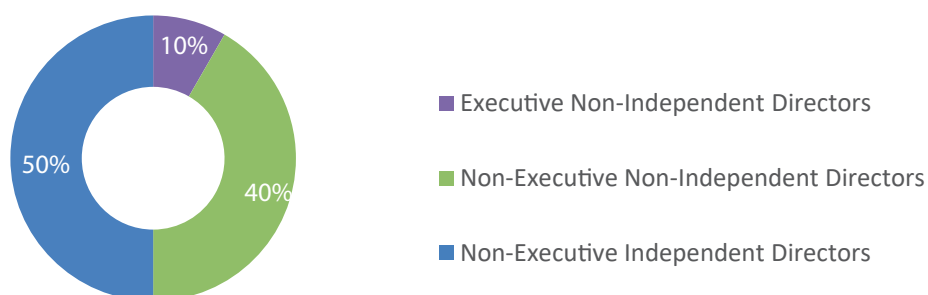 10%
50%
40%
Executive Non-Independent Directors
Non-Executive Non-Independent Directors
Non-Executive Independent Directors